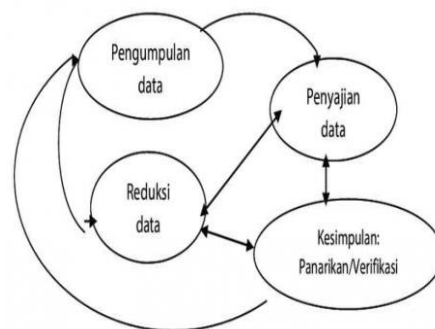 Pengumpulan
data
Penyajian
data
Reduksi
data
Kesimpulan:
Panarikan/Verifikasi